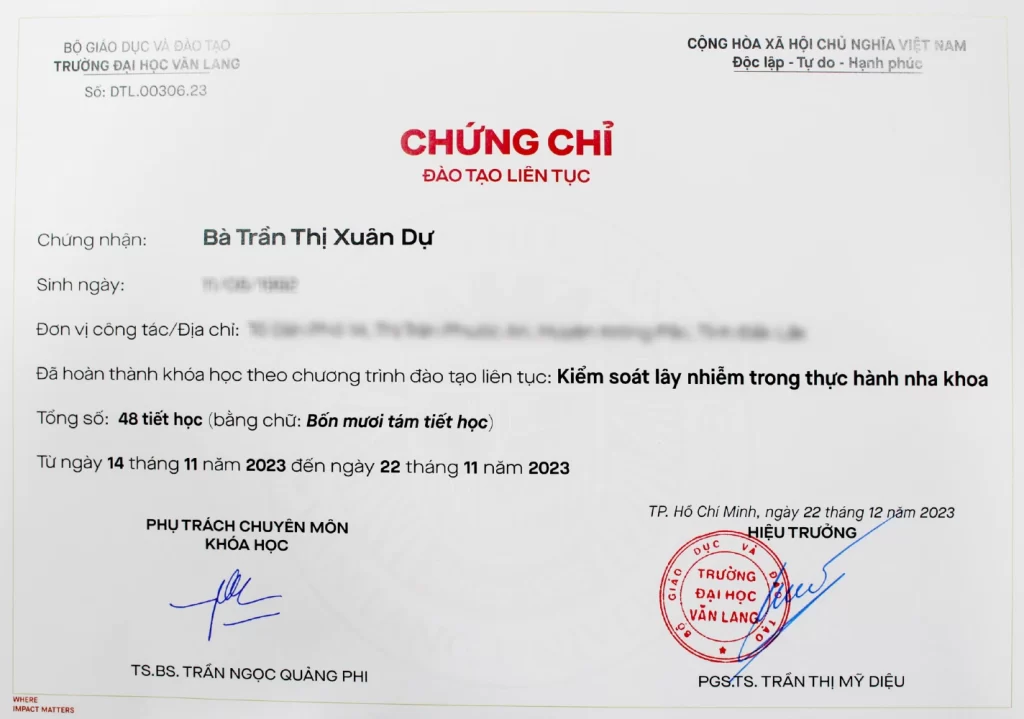 BỘ GIÁO DỤC VÀ ĐÀO TẠO
TRƯỜNG ĐẠI HỌC VĂN LANG
Số: DTL.00306.23
CỘNG HÒA XÃ HỘI CHỦ NGHĨA VIỆT NAM
Độc lập - Tự do - Hạnh phúc
CHỨNG CHỈ
ĐÀO TẠO LIÊN TỤC
Chứng nhận: Bà Trần Thị Xuân Dự
Sinh ngày:
Đơn vị công tác/Địa chỉ:
Đã hoàn thành khóa học theo chương trình đào tạo liên tục: Kiểm soát lây nhiễm trong thực hành nha khoa
Tổng số: 48 tiết học (bằng chữ: Bốn mươi tám tiết học)
Từ ngày 14 tháng 11 năm 2023 đến ngày 22 tháng 11 năm 2023
PHỤ TRÁCH CHUYÊN MÔN
KHÓA HỌC
TS.BS. TRẦN NGỌC QUẢNG PHI
TP. Hồ Chí Minh, ngày 22 tháng 12 năm 2023
HIỆU TRƯỞNG
BỘ GIÁO DỤC VÀ ĐÀO TẠO
TRƯỜNG
ĐẠI HỌC
VĂN LANG
PGS.TS. TRẦN THỊ MỸ DIỆU
WHERE
IMPACT MATTERS